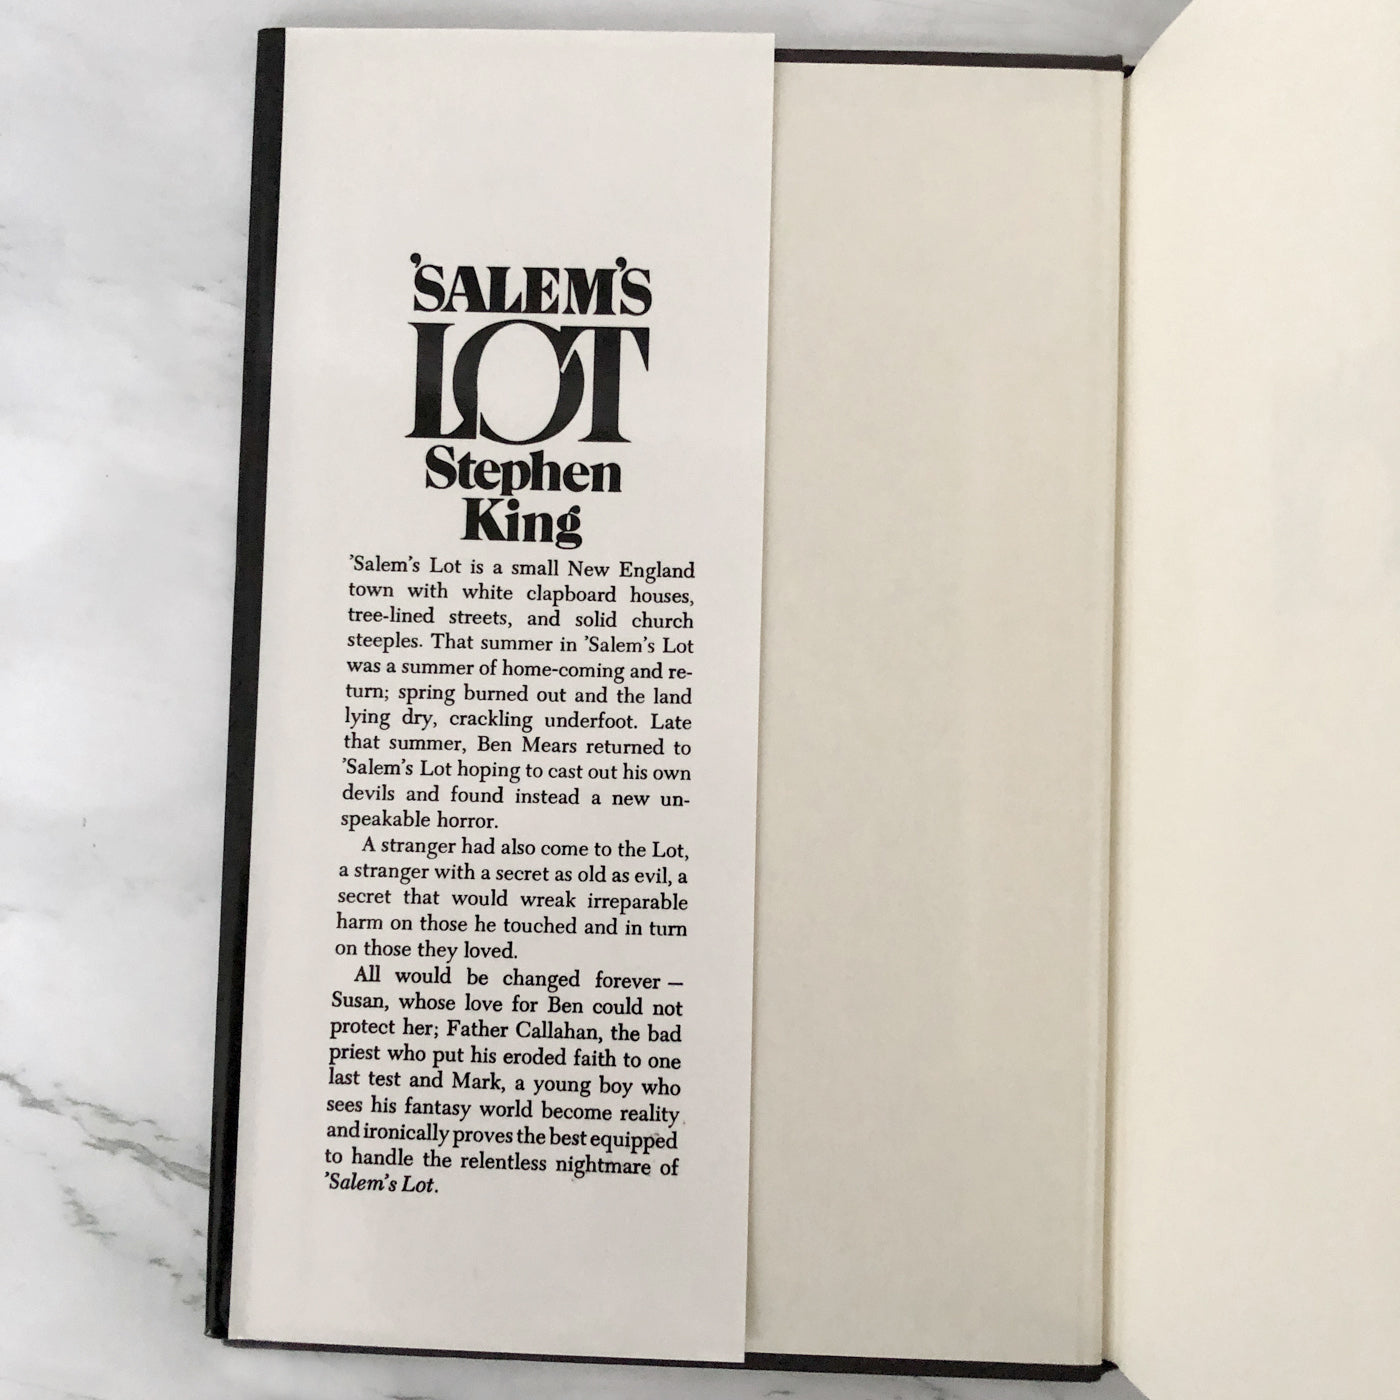 ’SALEM’S
LOT
Stephen
King
’Salem’s Lot is a small New England
town with white clapboard houses,
tree-lined streets, and solid church
steeples. That summer in ’Salem’s Lot
was a summer of home-coming and re-
turn; spring burned out and the land
lying dry, crackling underfoot. Late
that summer, Ben Mears returned to
’Salem’s Lot hoping to cast out his own
devils and found instead a new un-
speakable horror.
A stranger had also come to the Lot,
a stranger with a secret as old as evil, a
secret that would wreak irreparable
harm on those he touched and in turn
on those they loved.
All would be changed forever —
Susan, whose love for Ben could not
protect her; Father Callahan, the bad
priest who put his eroded faith to one
last test and Mark, a young boy who
sees his fantasy world become reality
and ironically proves the best equipped
to handle the relentless nightmare of
’Salem’s Lot.